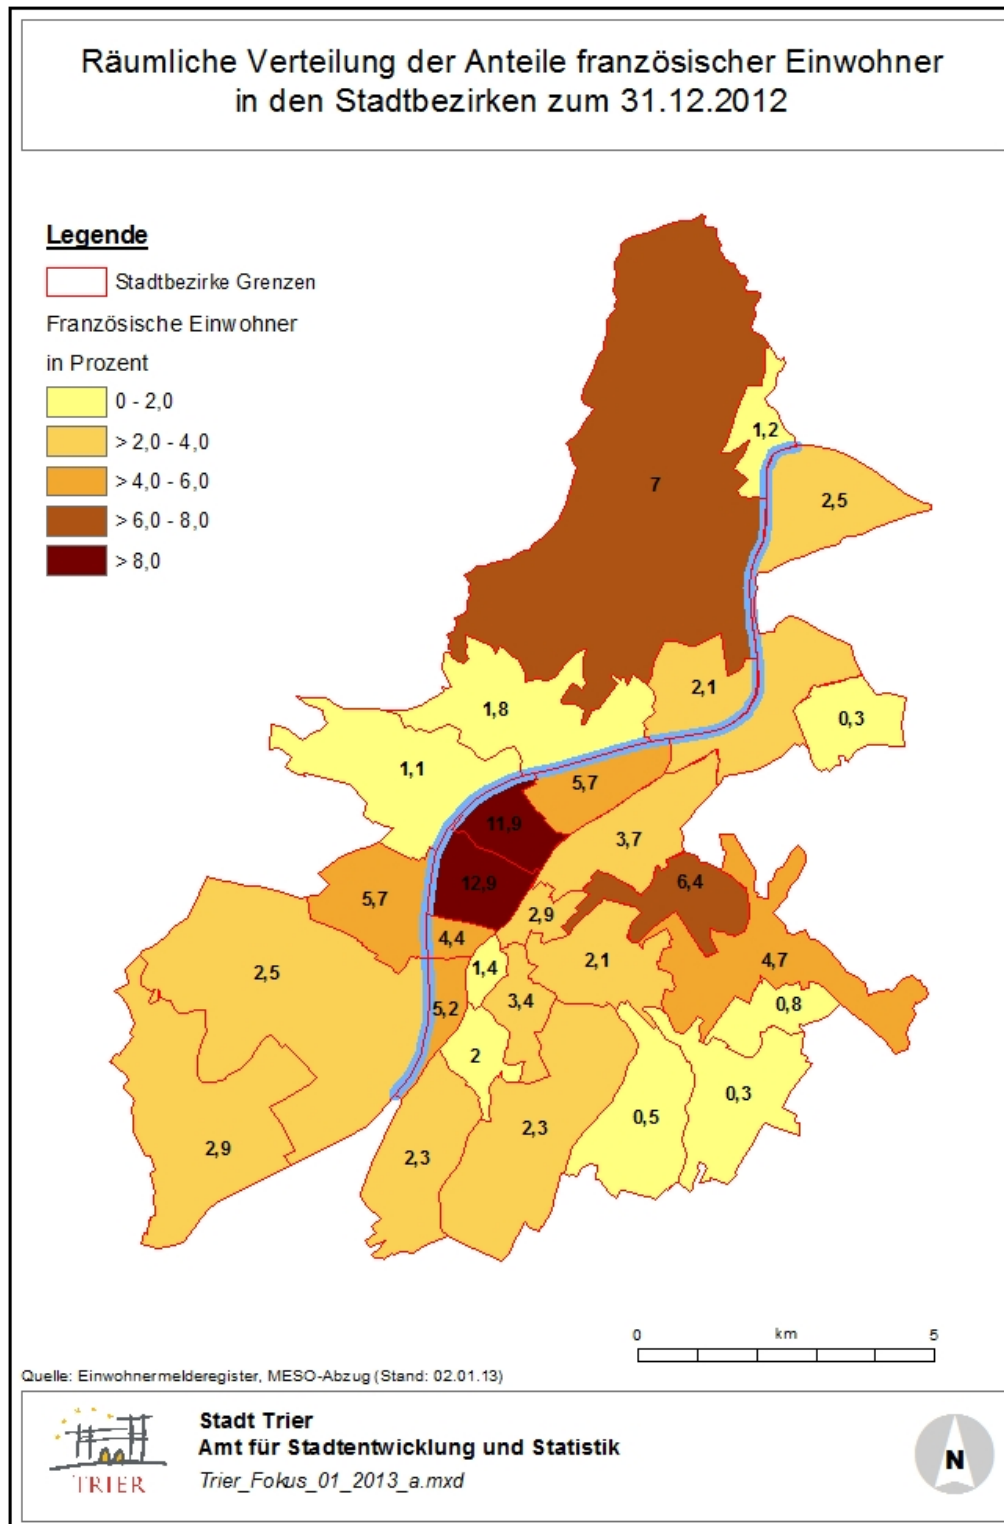 Räumliche Verteilung der Anteile französischer Einwohner
in den Stadtbezirken zum 31.12.2012
Legende
Stadtbezirke Grenzen
Französische Einwohner
in Prozent
0 - 2,0
> 2,0 - 4,0
> 4,0 - 6,0
> 6,0 - 8,0
> 8,0
1,2
7
2,5
2,1
1,8
0,3
1,1
5,7
11,9
3,7
12,9
6,4
5,7
2,9
4,4
2,1
4,7
1,4
2,5
3,4
0,8
5,2
2
0,3
0,5
2,3
2,9
2,3
0
km
5
Quelle: Einwohnermelderegister, MESO-Abzug (Stand: 02.01.13)
TRIER
Stadt Trier
Amt für Stadtentwicklung und Statistik
Trier_Fokus_01_2013_a.mxd
N